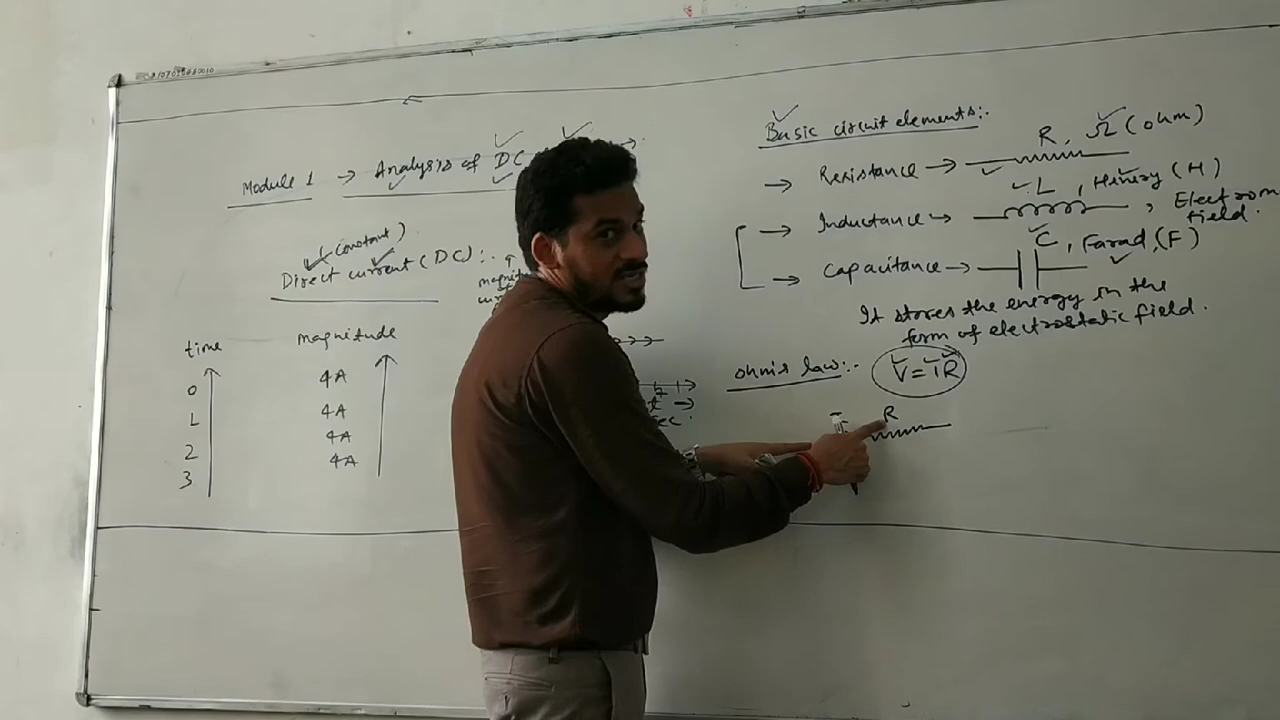 Module 1 → Analysis of DC
(constant)
Direct current (DC):-
time magnitude
0 4A
1 4A
2 4A
3 4A
Basic circuit elements:-
→ Resistance → R, Ω (ohm)
→ Inductance → L, Henery (H), Electrom
field.
→ capacitance → C, Farad, (F)
It stores the energy in the
form of electrostatic field.
ohm's law:- V=iR
R